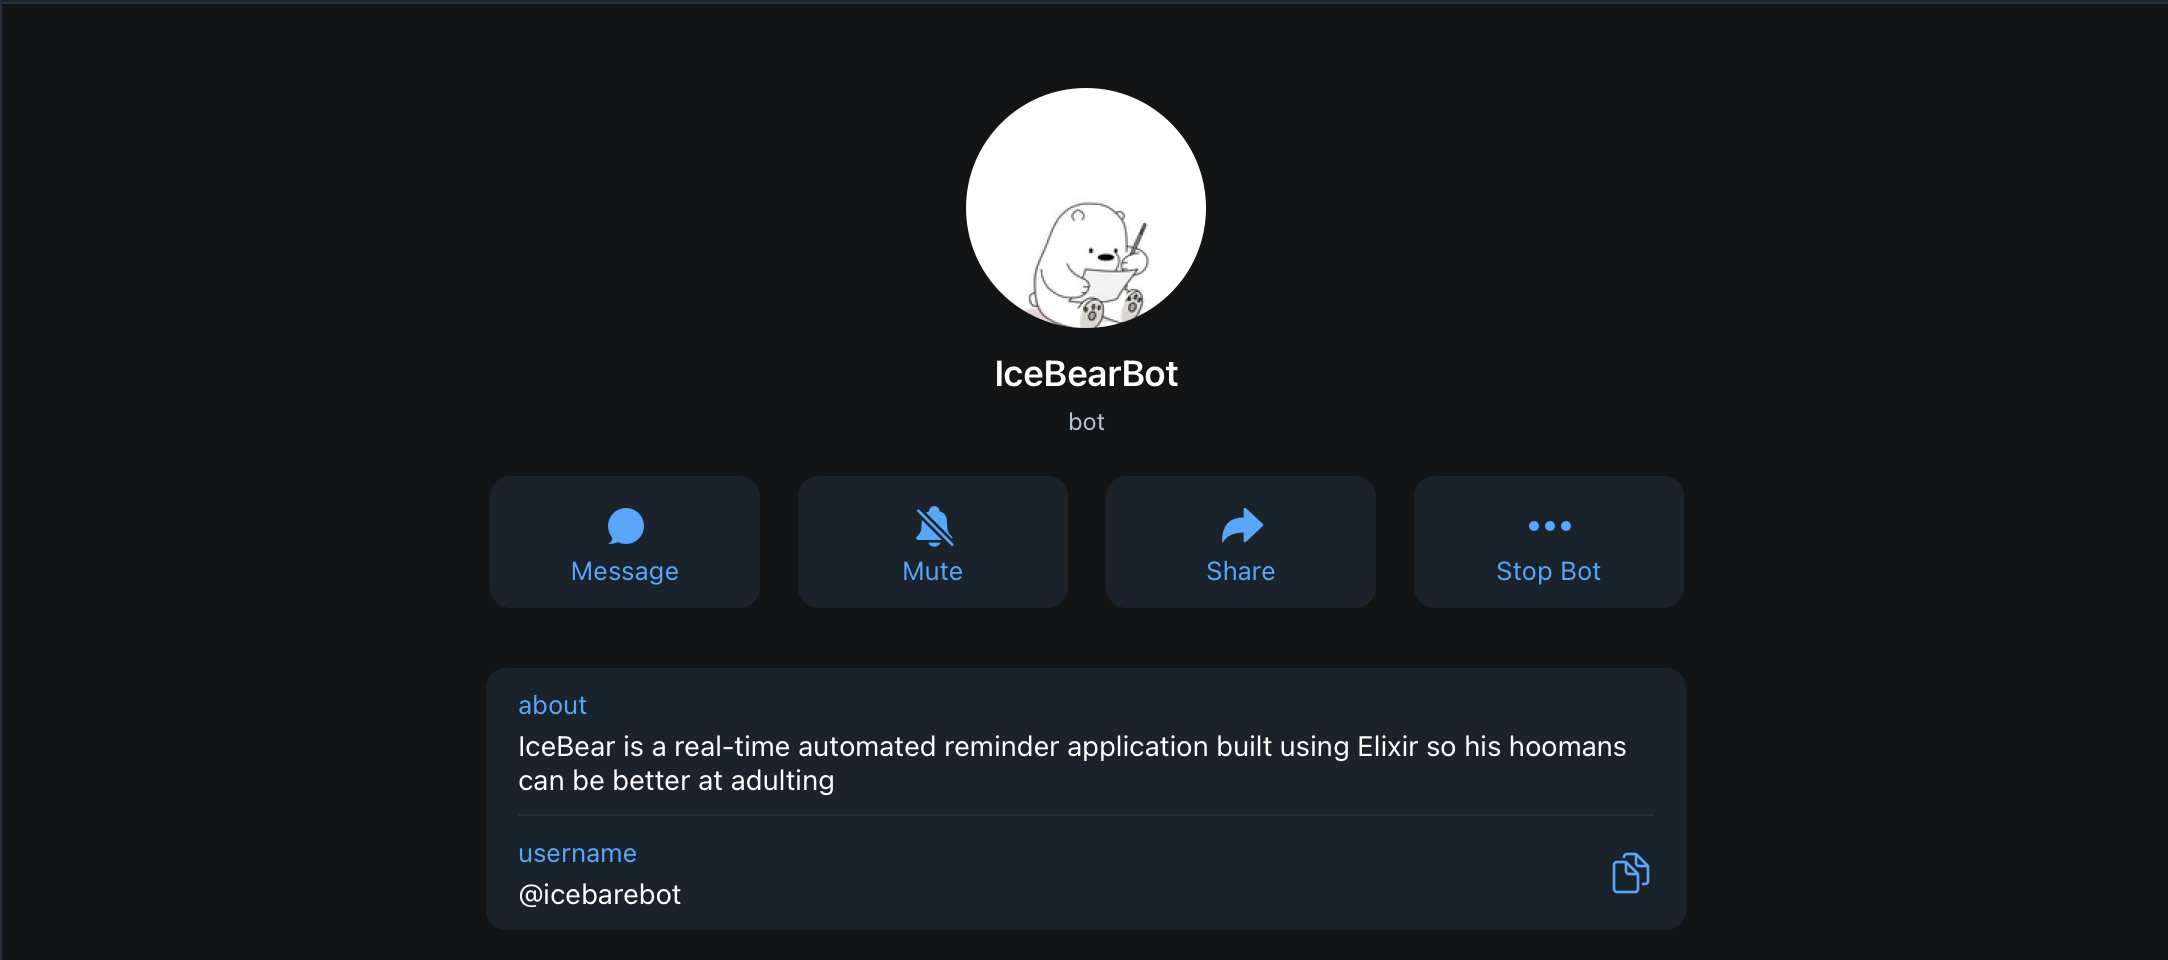 IceBearBot
bot
Message
Mute
Share
Stop Bot
about
IceBear is a real-time automated reminder application built using Elixir so his hoomans
can be better at adulting
username
@icebarebot